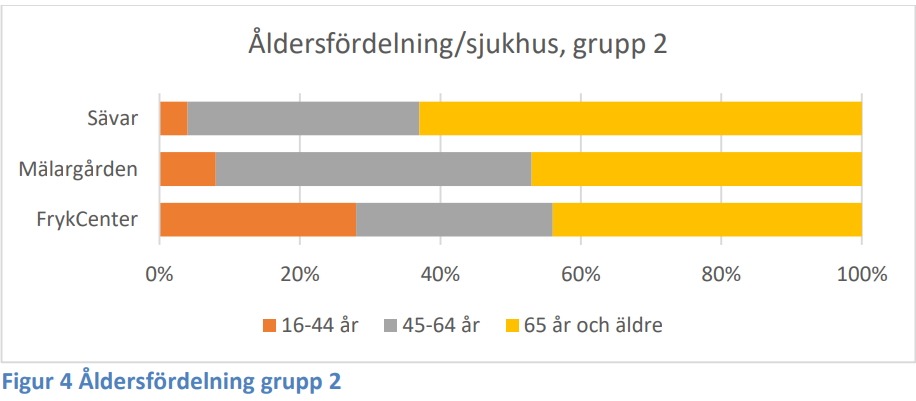 Åldersfördelning/sjukhus, grupp 2
Sävar
Mälargården
FrykCenter
0% 20% 40% 60% 80% 100%
16-44 år 45-64 år 65 år och äldre
Figur 4 Åldersfördelning grupp 2